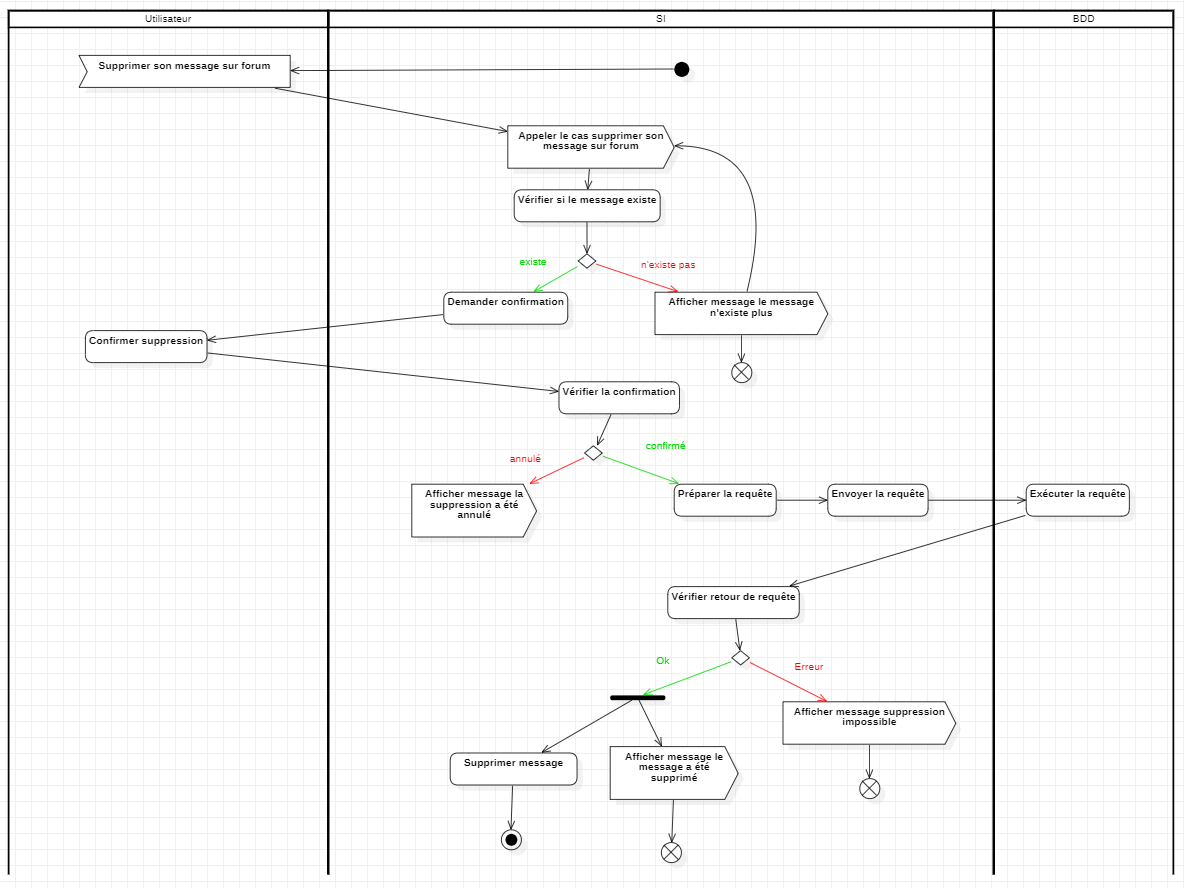 Utilisateur
SI
BDD
Supprimer son message sur forum
Appeler le cas supprimer son
message sur forum
Vérifier si le message existe
existe
n'existe pas
Demander confirmation
Afficher message le message
n'existe plus
Confirmer suppression
Vérifier la confirmation
annulé
confirmé
Afficher message la
suppression a été
annulé
Préparer la requête
Envoyer la requête
Exécuter la requête
Vérifier retour de requête
Ok
Erreur
Afficher message suppression
impossible
Supprimer message
Afficher message le
message a été
supprimé